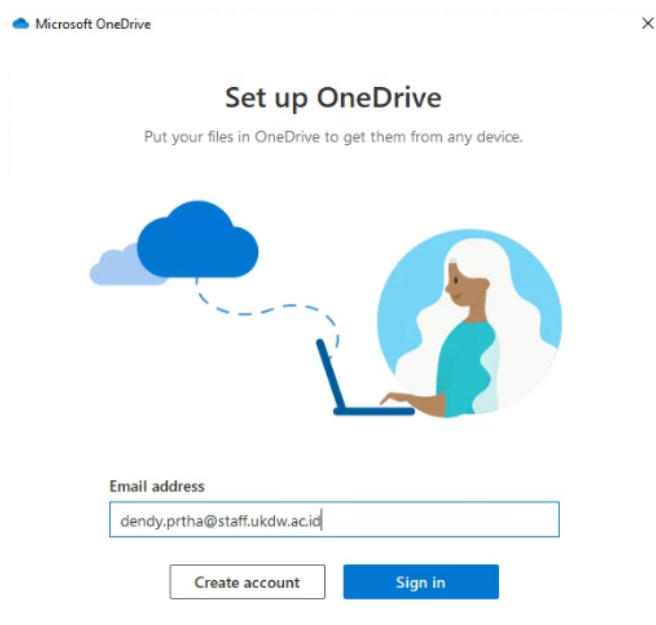 Microsoft OneDrive
Set up OneDrive
Put your files in OneDrive to get them from any device.
Email address
dendy.prtha@staff.ukdw.ac.id
Create account
Sign in